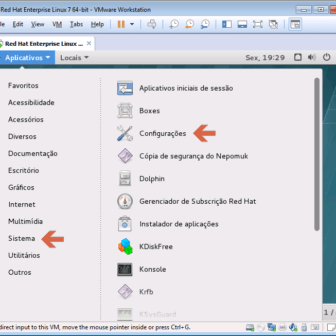 Red Hat Enterprise Linux 7 64-bit - VMware Workstation
Edit View VM Tabs Help
Red Hat Enterprise Linux ... ×
Aplicativos Locais Sex, 19:29
Favoritos
Acessibilidade
Acessórios
Diversos
Documentação
Escritório
Gráficos
Internet
Multimídia
Sistema
Utilitários
Outros
Aplicativos iniciais de sessão
Boxes
Configurações
Cópia de segurança do Nepomuk
Dolphin
Gerenciador de Subscrição Red Hat
Instalador de aplicações
KDiskFree
Konsole
Krfb
KSysGuard
1 /
direct input to this VM, move the mouse pointer inside or press Ctrl+G.